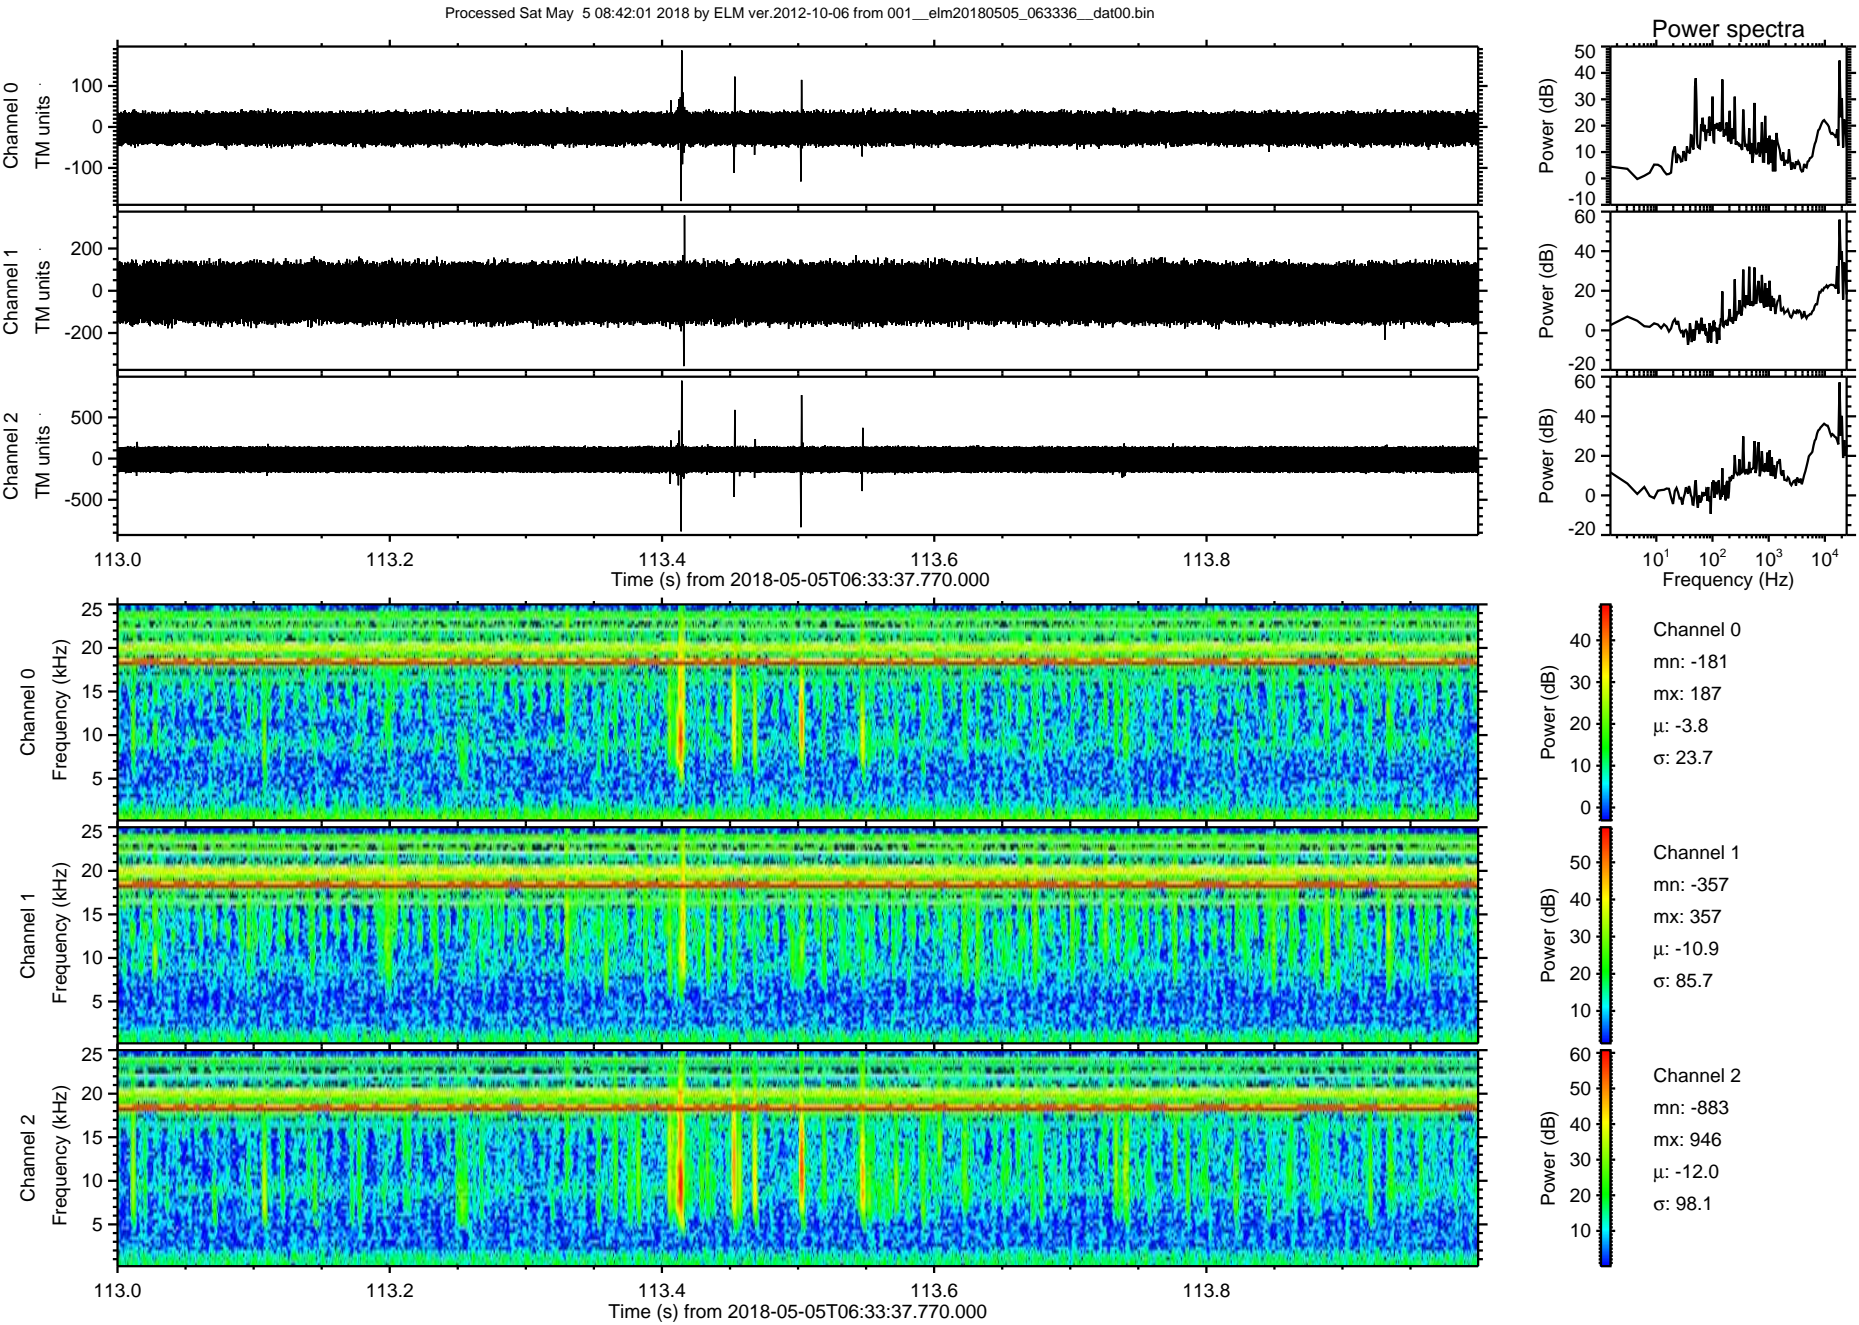 Processed Sat May  5 08:42:01 2018 by ELM ver.2012-10-06 from 001__elm20180505_063336__dat00.bin
Power spectra
Channel 0
TM units
100
0
-100
Power (dB)
50
40
30
20
10
0
-10
Channel 1
TM units
200
0
-200
Power (dB)
60
40
20
0
-20
Channel 2
TM units
500
0
-500
Power (dB)
60
40
20
0
-20
113.0 113.2 113.4 113.6 113.8
Time (s) from 2018-05-05T06:33:37.770.000
10¹ 10² 10³ 10⁴
Frequency (Hz)
Channel 0
Frequency (kHz)
25
20
15
10
5
Power (dB)
40
30
20
10
0
Channel 0
mn: -181
mx: 187
μ: -3.8
σ: 23.7
Channel 1
Frequency (kHz)
25
20
15
10
5
Power (dB)
50
40
30
20
10
Channel 1
mn: -357
mx: 357
μ: -10.9
σ: 85.7
Channel 2
Frequency (kHz)
25
20
15
10
5
Power (dB)
60
50
40
30
20
10
Channel 2
mn: -883
mx: 946
μ: -12.0
σ: 98.1
113.0 113.2 113.4 113.6 113.8
Time (s) from 2018-05-05T06:33:37.770.000